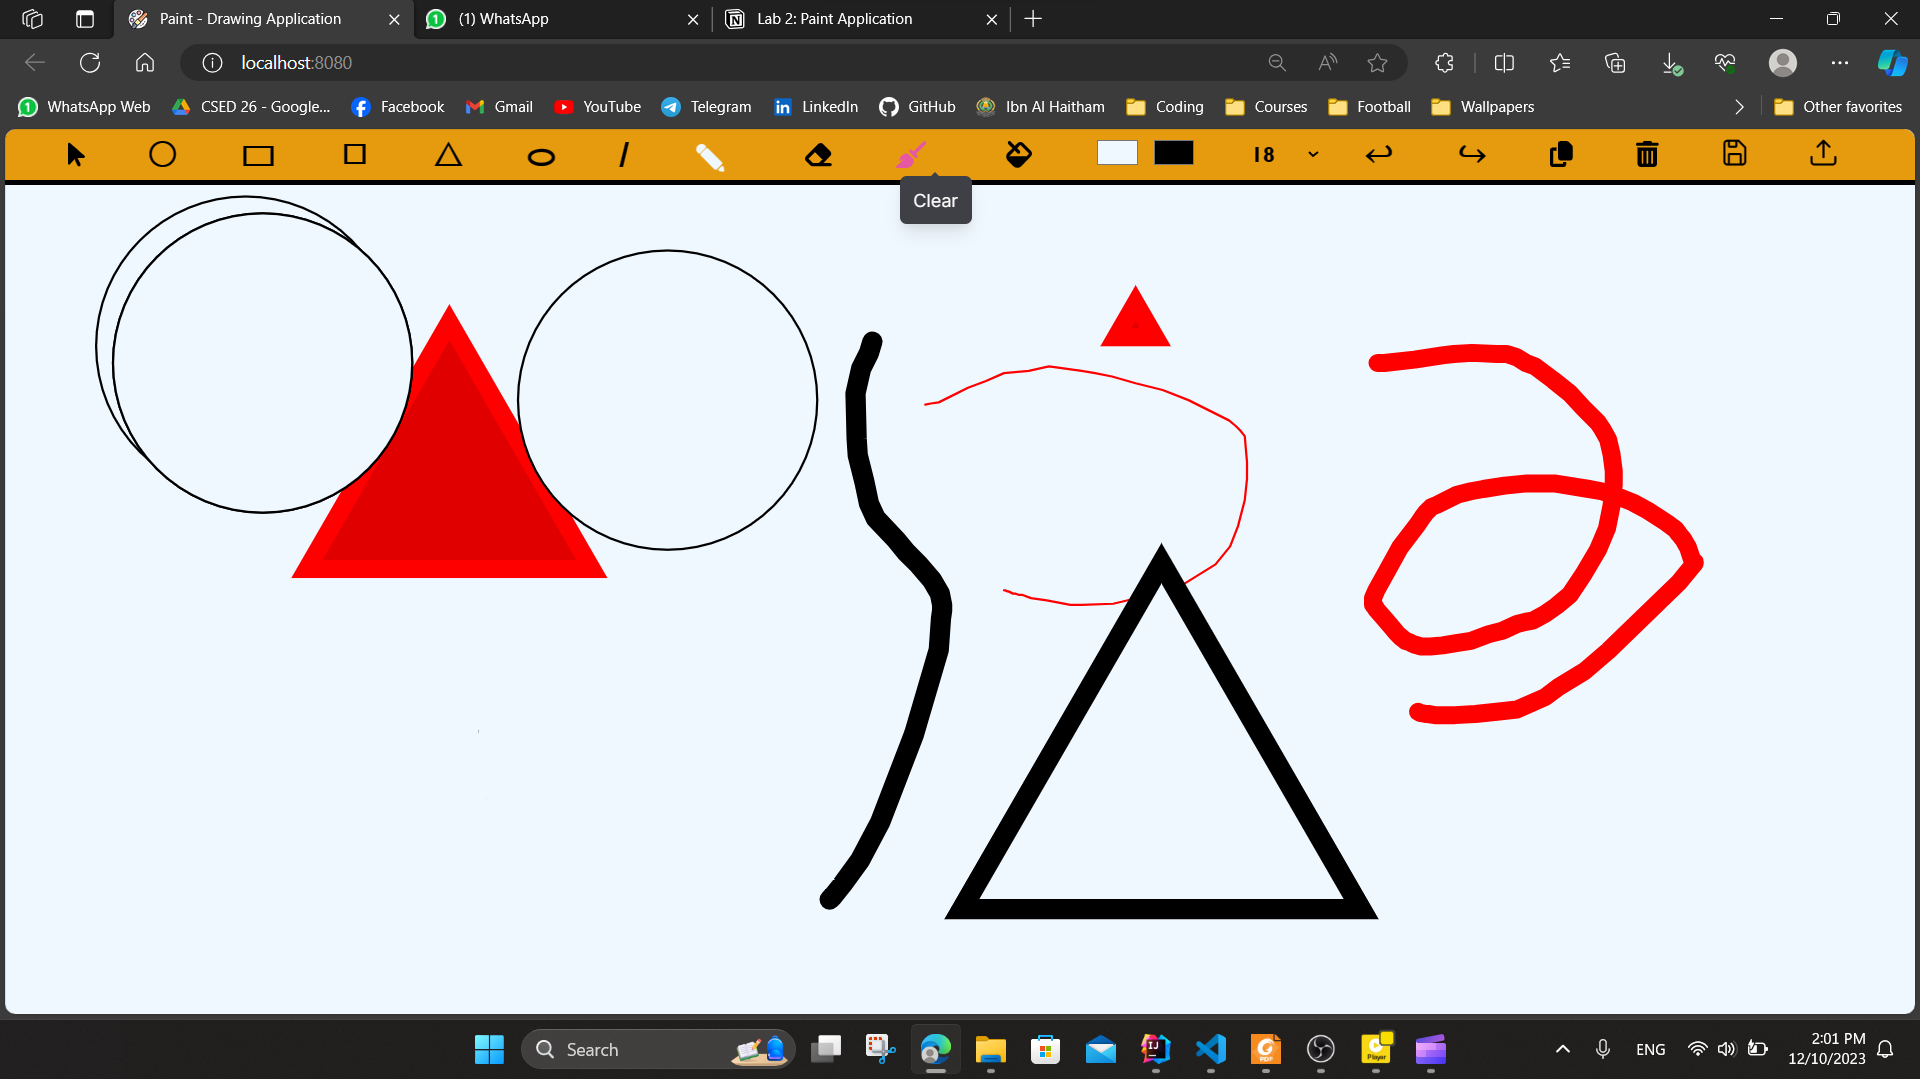 Paint - Drawing Application
(1) WhatsApp
Lab 2: Paint Application
localhost:8080
WhatsApp Web
CSED 26 - Google...
Facebook
Gmail
YouTube
Telegram
LinkedIn
GitHub
Ibn Al Haitham
Coding
Courses
Football
Wallpapers
Other favorites
18
Clear
Search
ENG
2:01 PM
12/10/2023